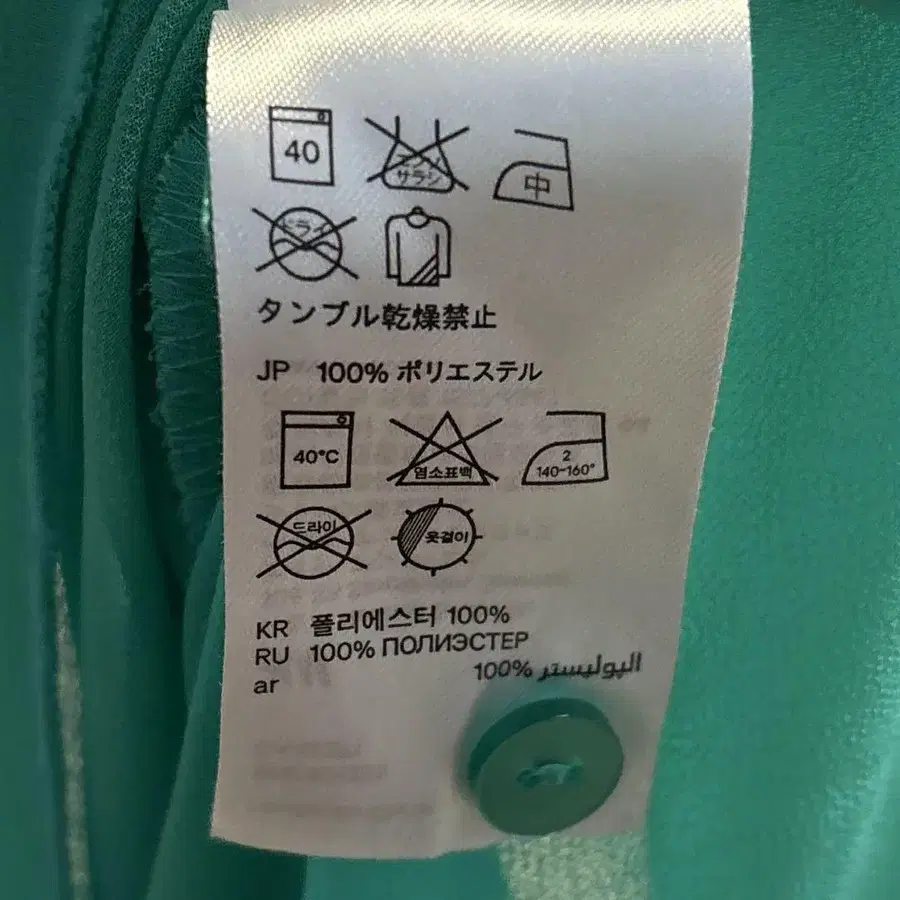 40
エンソ
サラシ
中
ドライ
タンブル乾燥禁止
JP 100% ポリエステル
40°C
염소표백
2
140-160°
드라이
옷걸이
KR 폴리에스터 100%
RU 100% ПОЛИЭСТЕР
ar اليوليستر 100%